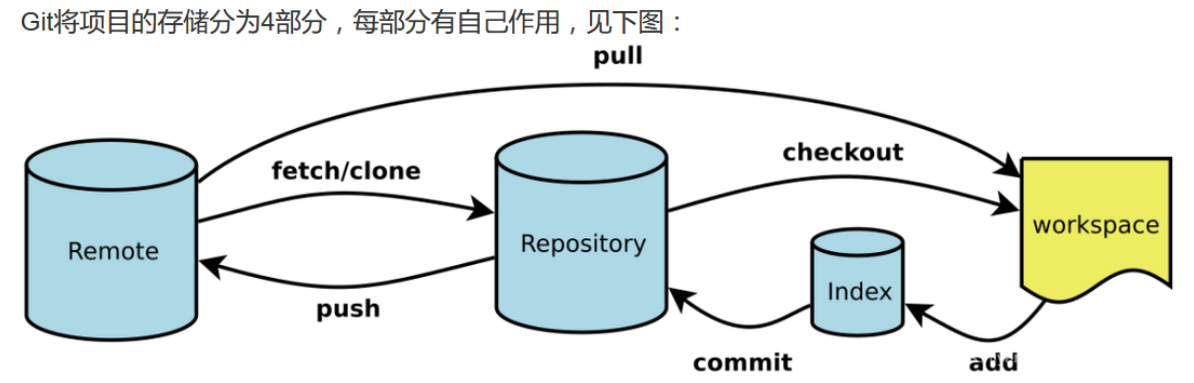 Git将项目的存储分为4部分，每部分有自己作用，见下图：
pull
fetch/clone
checkout
Remote
Repository
workspace
Index
push
commit
add